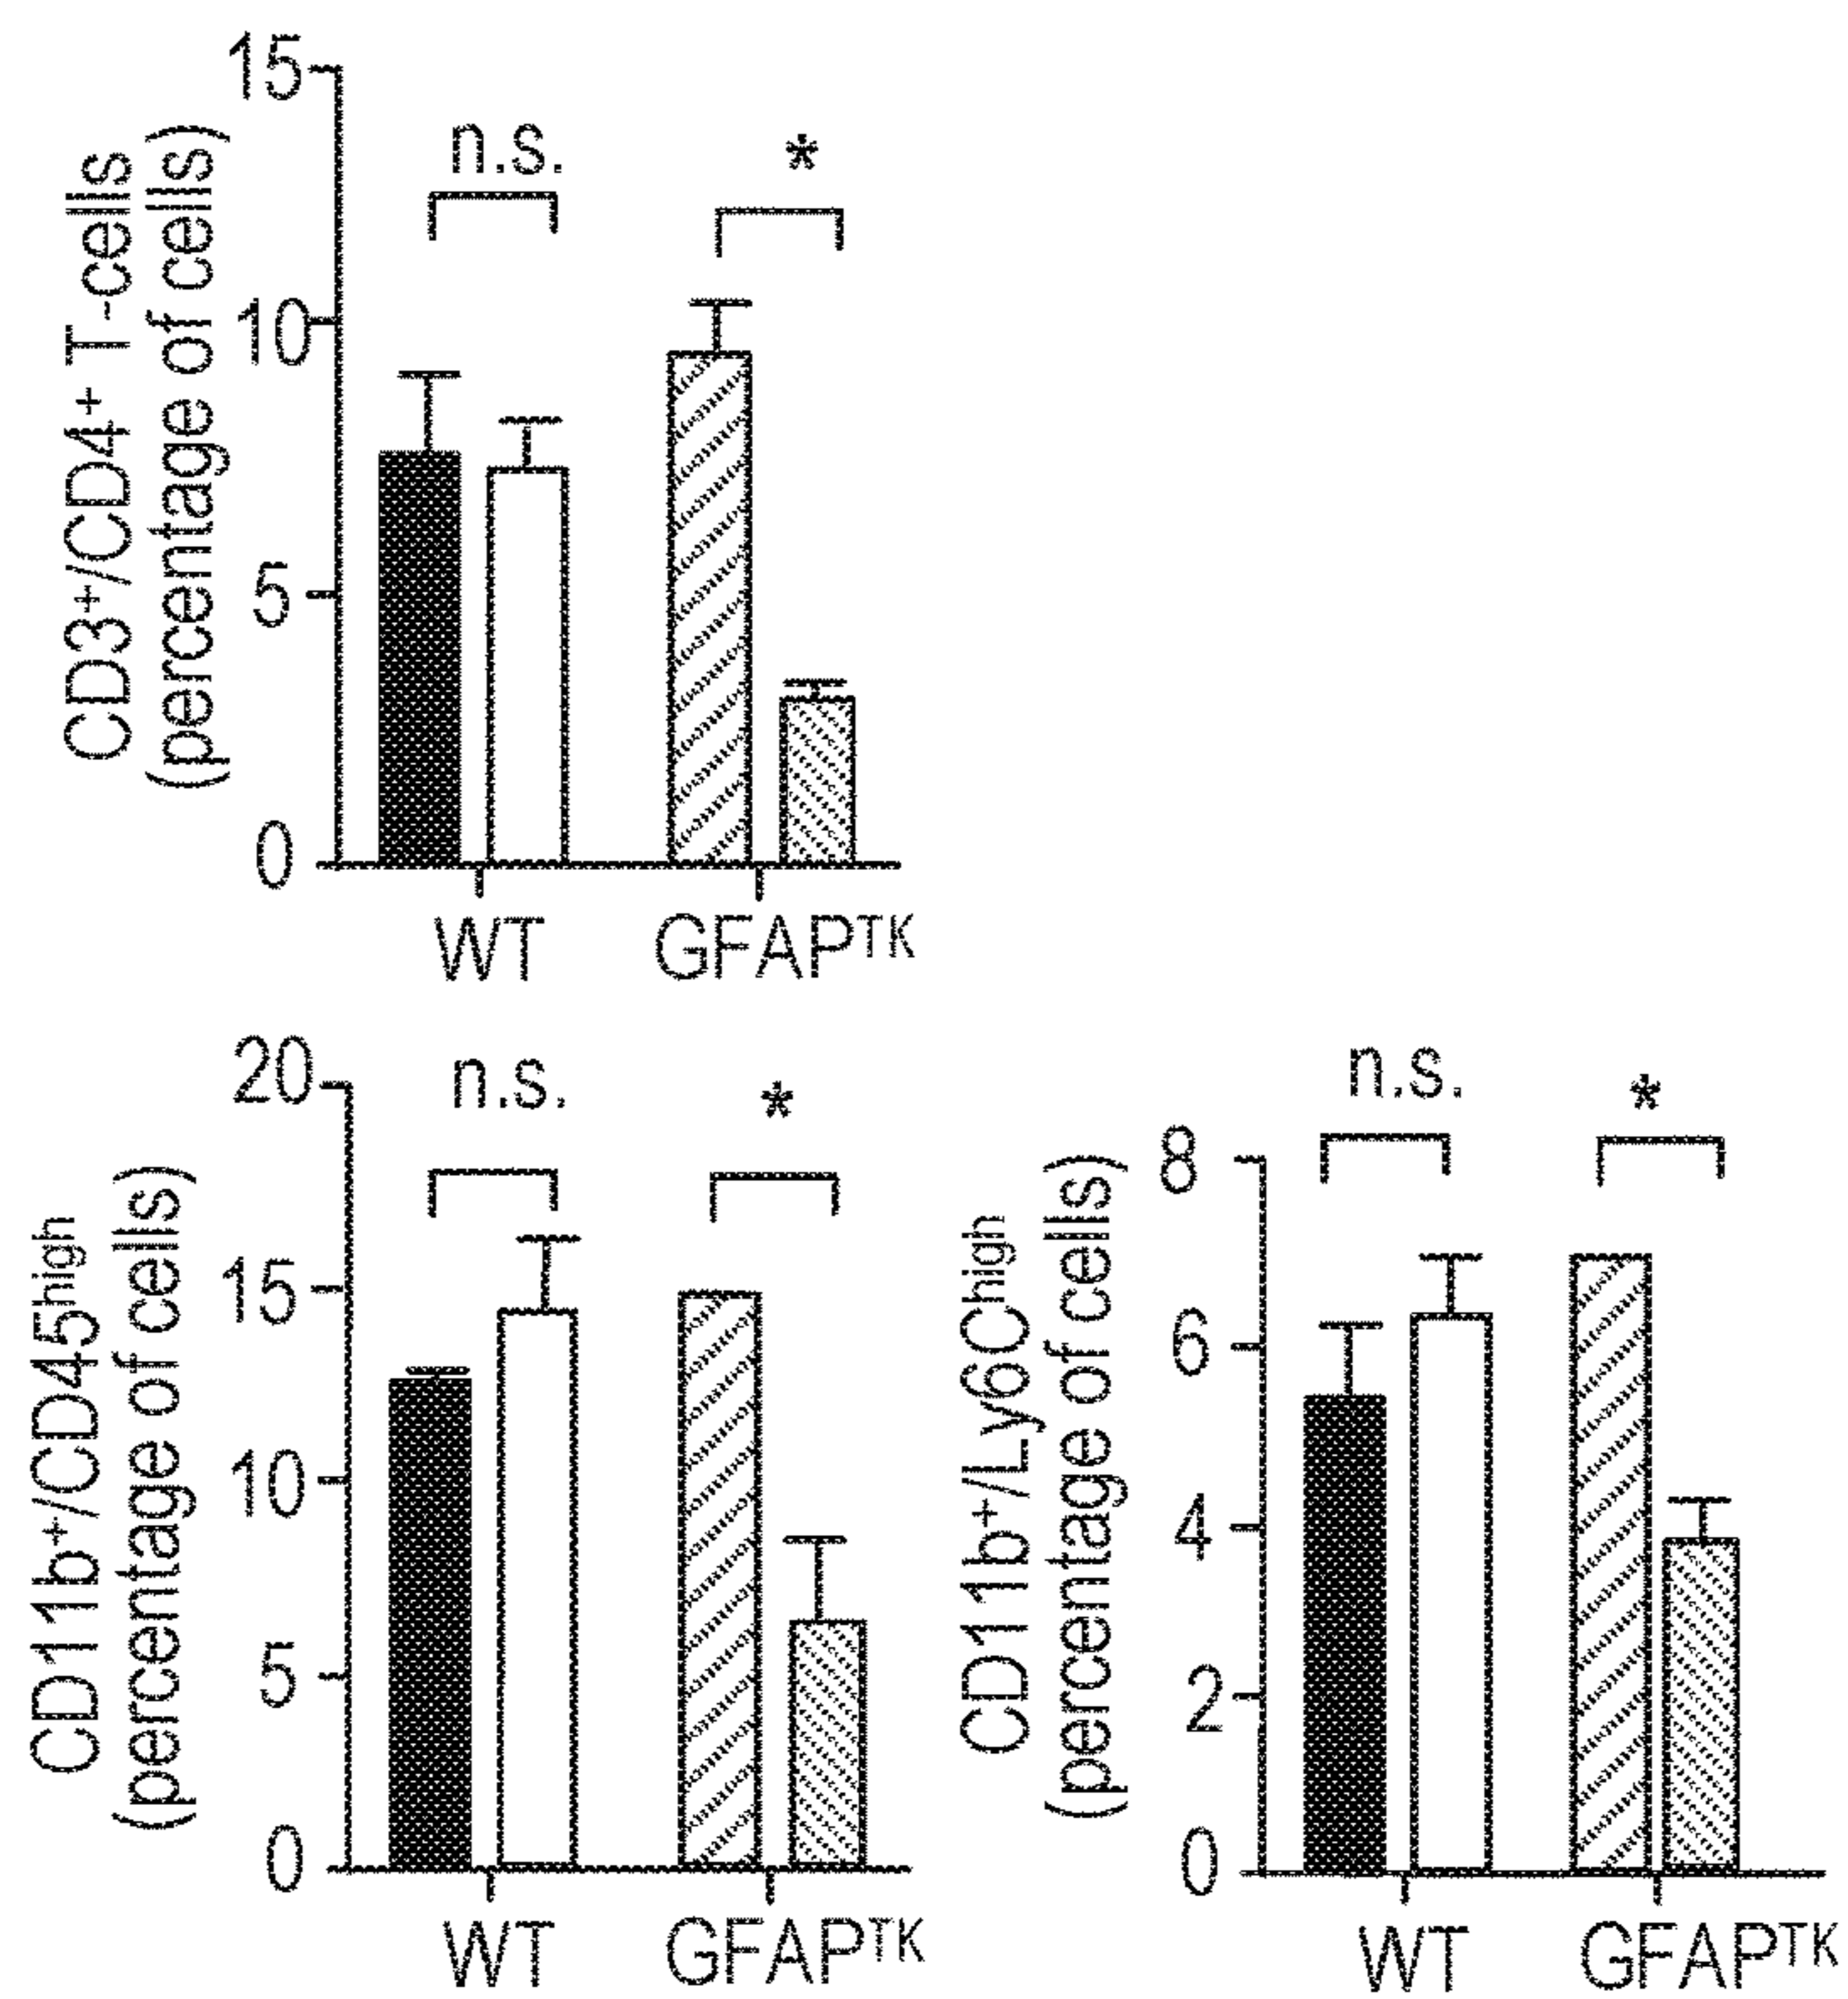 CD3⁺/CD4⁺ T-cells
(percentage of cells)
15
10
5
0
n.s.
*
WT
GFAPᵀᴷ
CD11b⁺/CD45ʰⁱᵍʰ
(percentage of cells)
20
15
10
5
0
n.s.
*
WT
GFAPᵀᴷ
CD11b⁺/Ly6Cʰⁱᵍʰ
(percentage of cells)
8
6
4
2
0
n.s.
*
WT
GFAPᵀᴷ